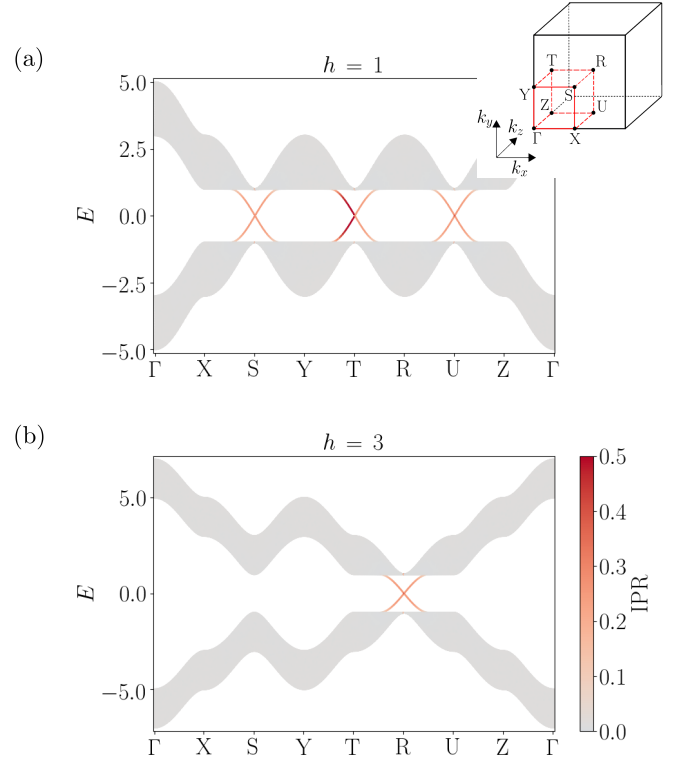 (a)
h = 1
5.0
2.5
0.0
−2.5
−5.0
E
Γ X S Y T R U Z Γ
T R
Y S
Z U
Γ X
k_y
k_z
k_x
(b)
h = 3
5.0
0.0
−5.0
E
Γ X S Y T R U Z Γ
0.5
0.4
0.3
0.2
0.1
0.0
IPR